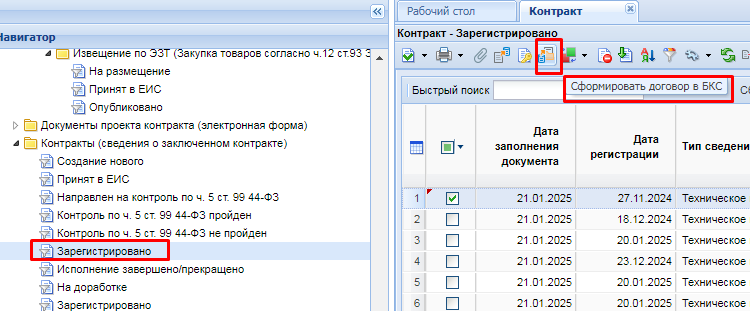 Рабочий стол
Контракт
Навигатор
Контракт - Зарегистрировано
Извещение по ЭЗТ (Закупка товаров согласно ч.12 ст.93
На размещение
Принят в ЕИС
Опубликовано
Документы проекта контракта (электронная форма)
Контракты (сведения о заключенном контракте)
Создание нового
Принят в ЕИС
Направлен на контроль по ч. 5 ст. 99 44-ФЗ
Контроль по ч. 5 ст. 99 44-ФЗ пройден
Контроль по ч. 5 ст. 99 44-ФЗ не пройден
Зарегистрировано
Исполнение завершено/прекращено
На доработке
Зарегистрировано
Быстрый поиск
Сформировать договор в БКС
Дата заполнения документа
Дата регистрации
Тип сведени
1 21.01.2025 27.11.2024 Техническое
2 21.01.2025 18.12.2024 Техническое
3 21.01.2025 20.01.2025 Техническое
4 21.01.2025 23.12.2024 Техническое
5 21.01.2025 20.01.2025 Техническое
6 21.01.2025 20.01.2025 Техническое